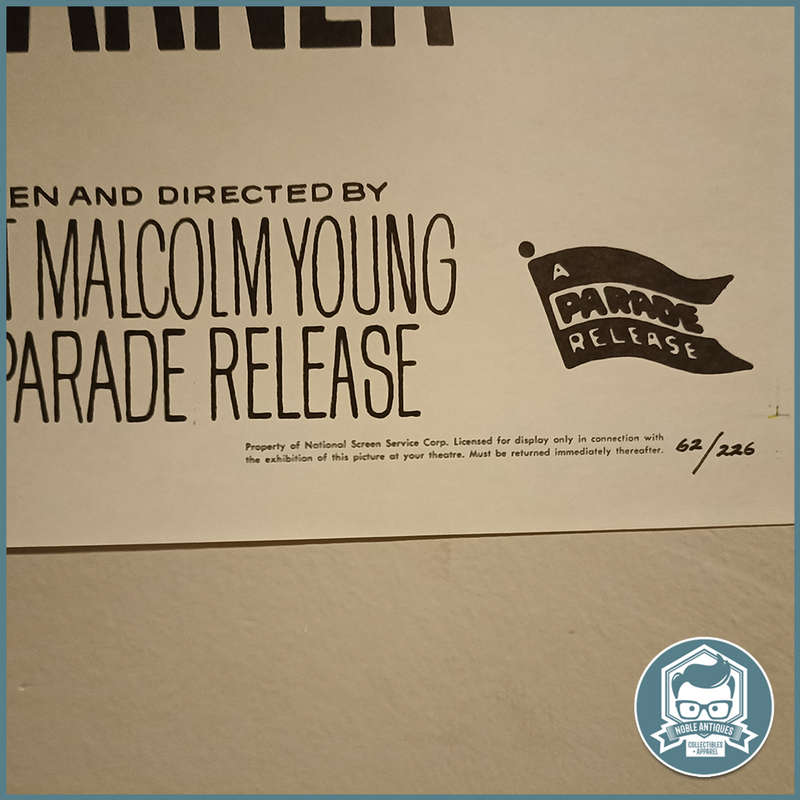 EN AND DIRECTED BY
MALCOLM YOUNG
PARADE RELEASE
A
PARADE
RELEASE
Property of National Screen Service Corp. Licensed for display only in connection with
the exhibition of this picture at your theatre. Must be returned immediately thereafter.
62/226
NOBLE ANTIQUES
COLLECTIBLES
+ APPAREL